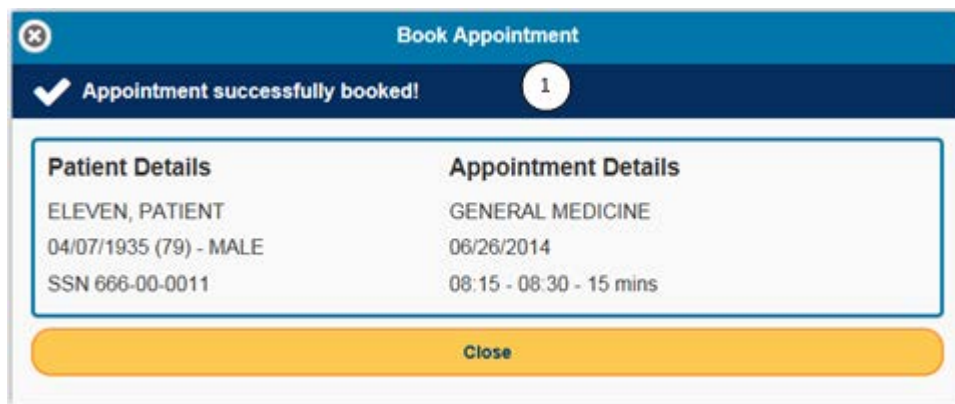 Book Appointment
Appointment successfully booked!
1
Patient Details
ELEVEN, PATIENT
04/07/1935 (79) - MALE
SSN 666-00-0011
Appointment Details
GENERAL MEDICINE
06/26/2014
08:15 - 08:30 - 15 mins
Close